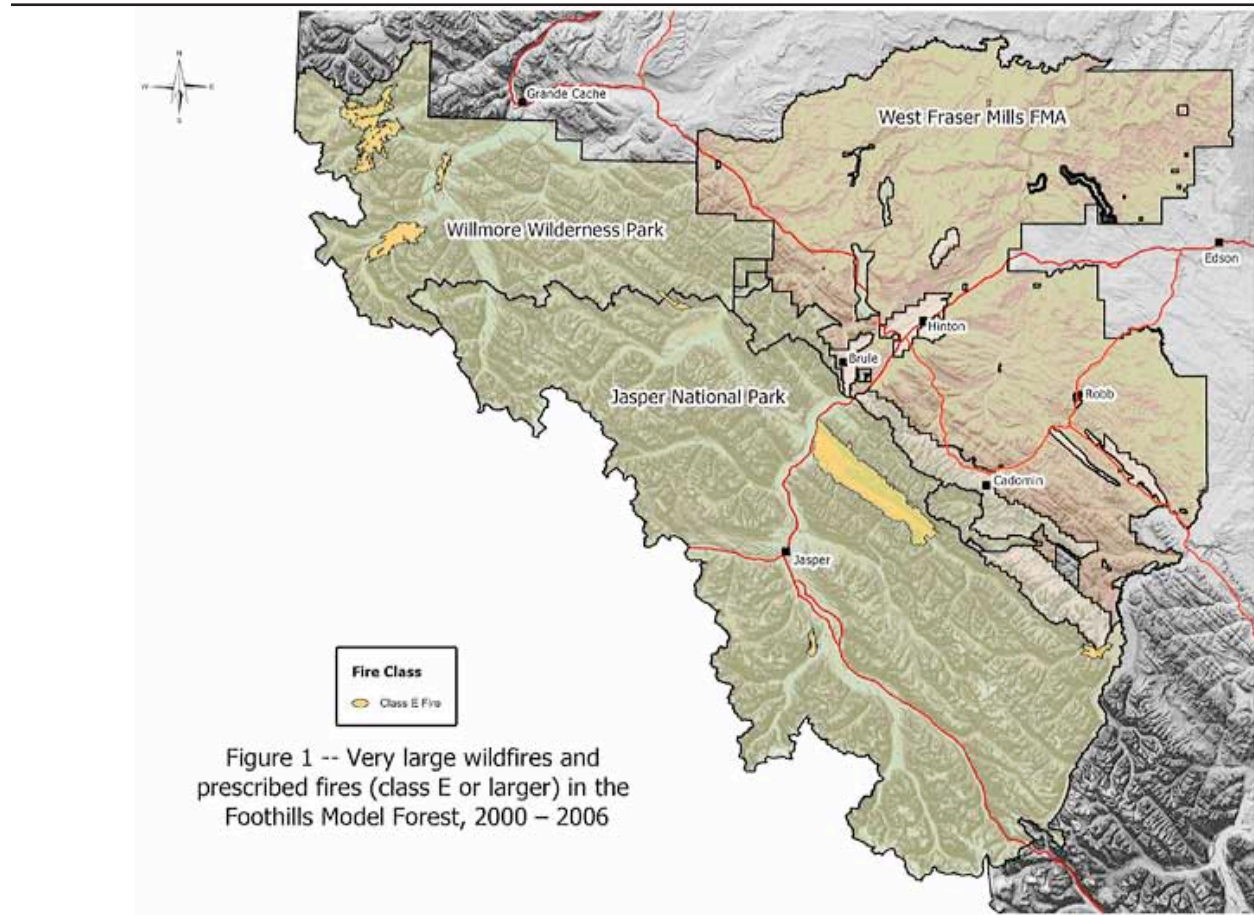 N
W
E
S
Grande Cache
West Fraser Mills FMA
Willmore Wilderness Park
Edson
Hinton
Brule
Jasper National Park
Robb
Cadomin
Jasper
Fire Class
Class E Fire
Figure 1 -- Very large wildfires and
prescribed fires (class E or larger) in the
Foothills Model Forest, 2000 – 2006